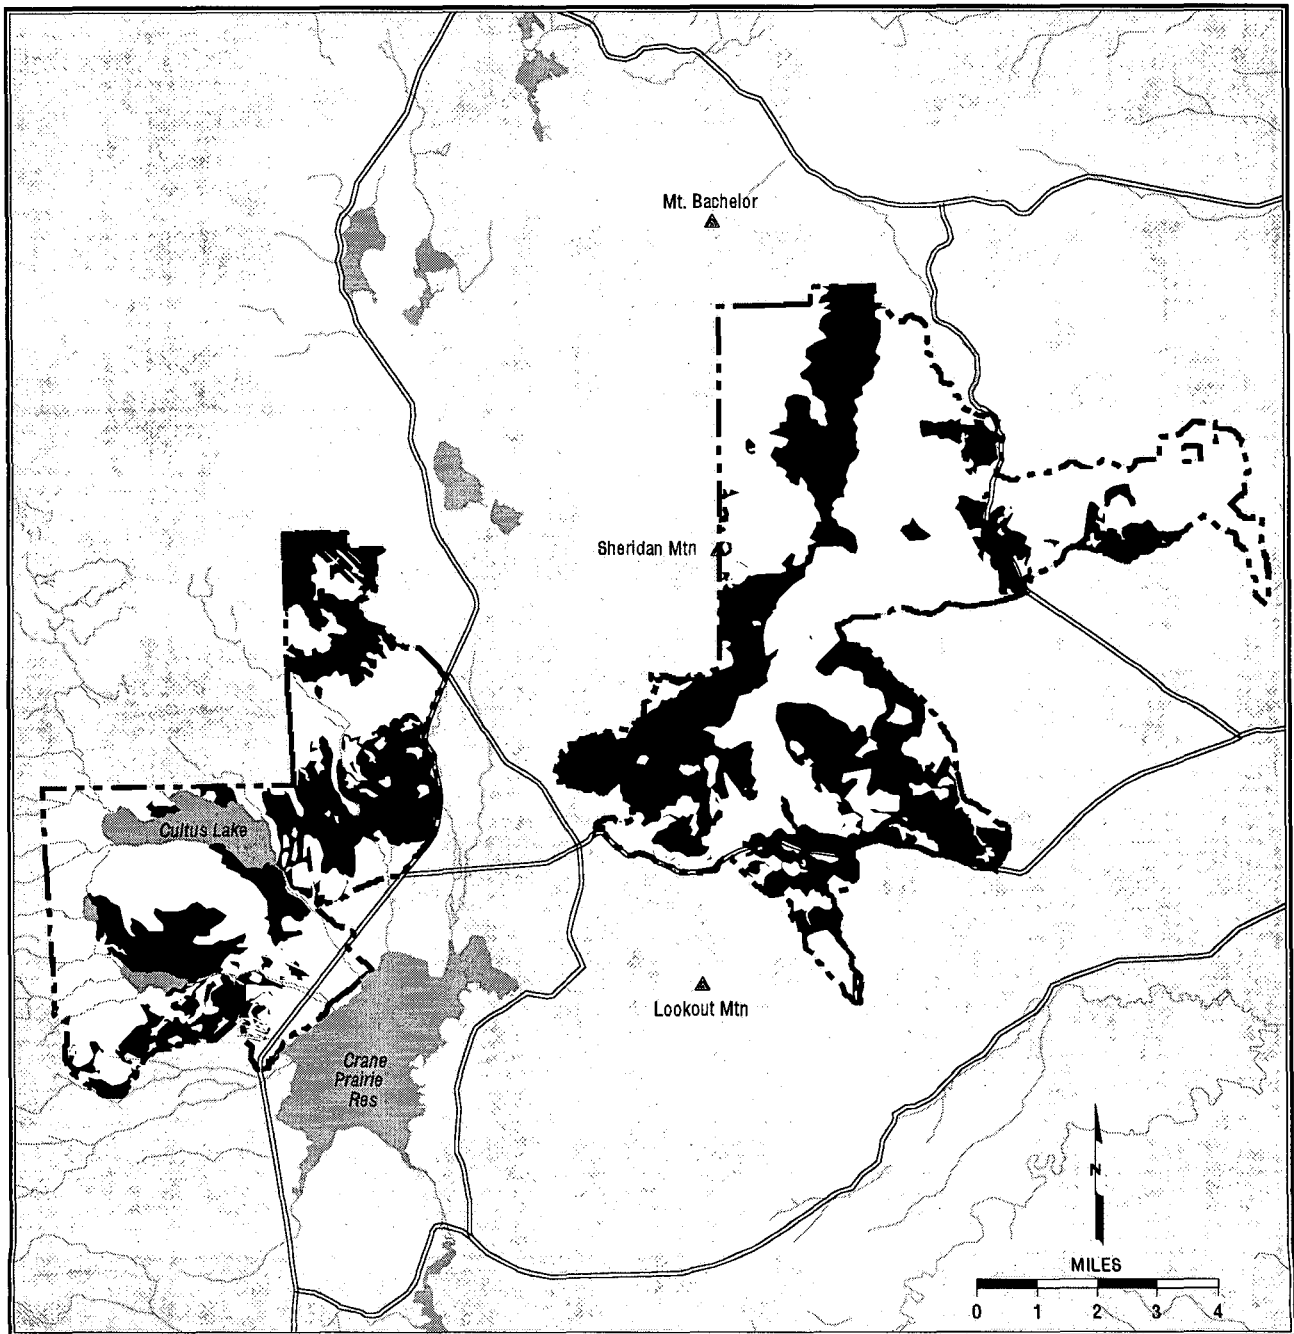 Mt. Bachelor
Sheridan Mtn
Cultus Lake
Lookout Mtn
Crane
Prairie
Res
N
MILES
0 1 2 3 4